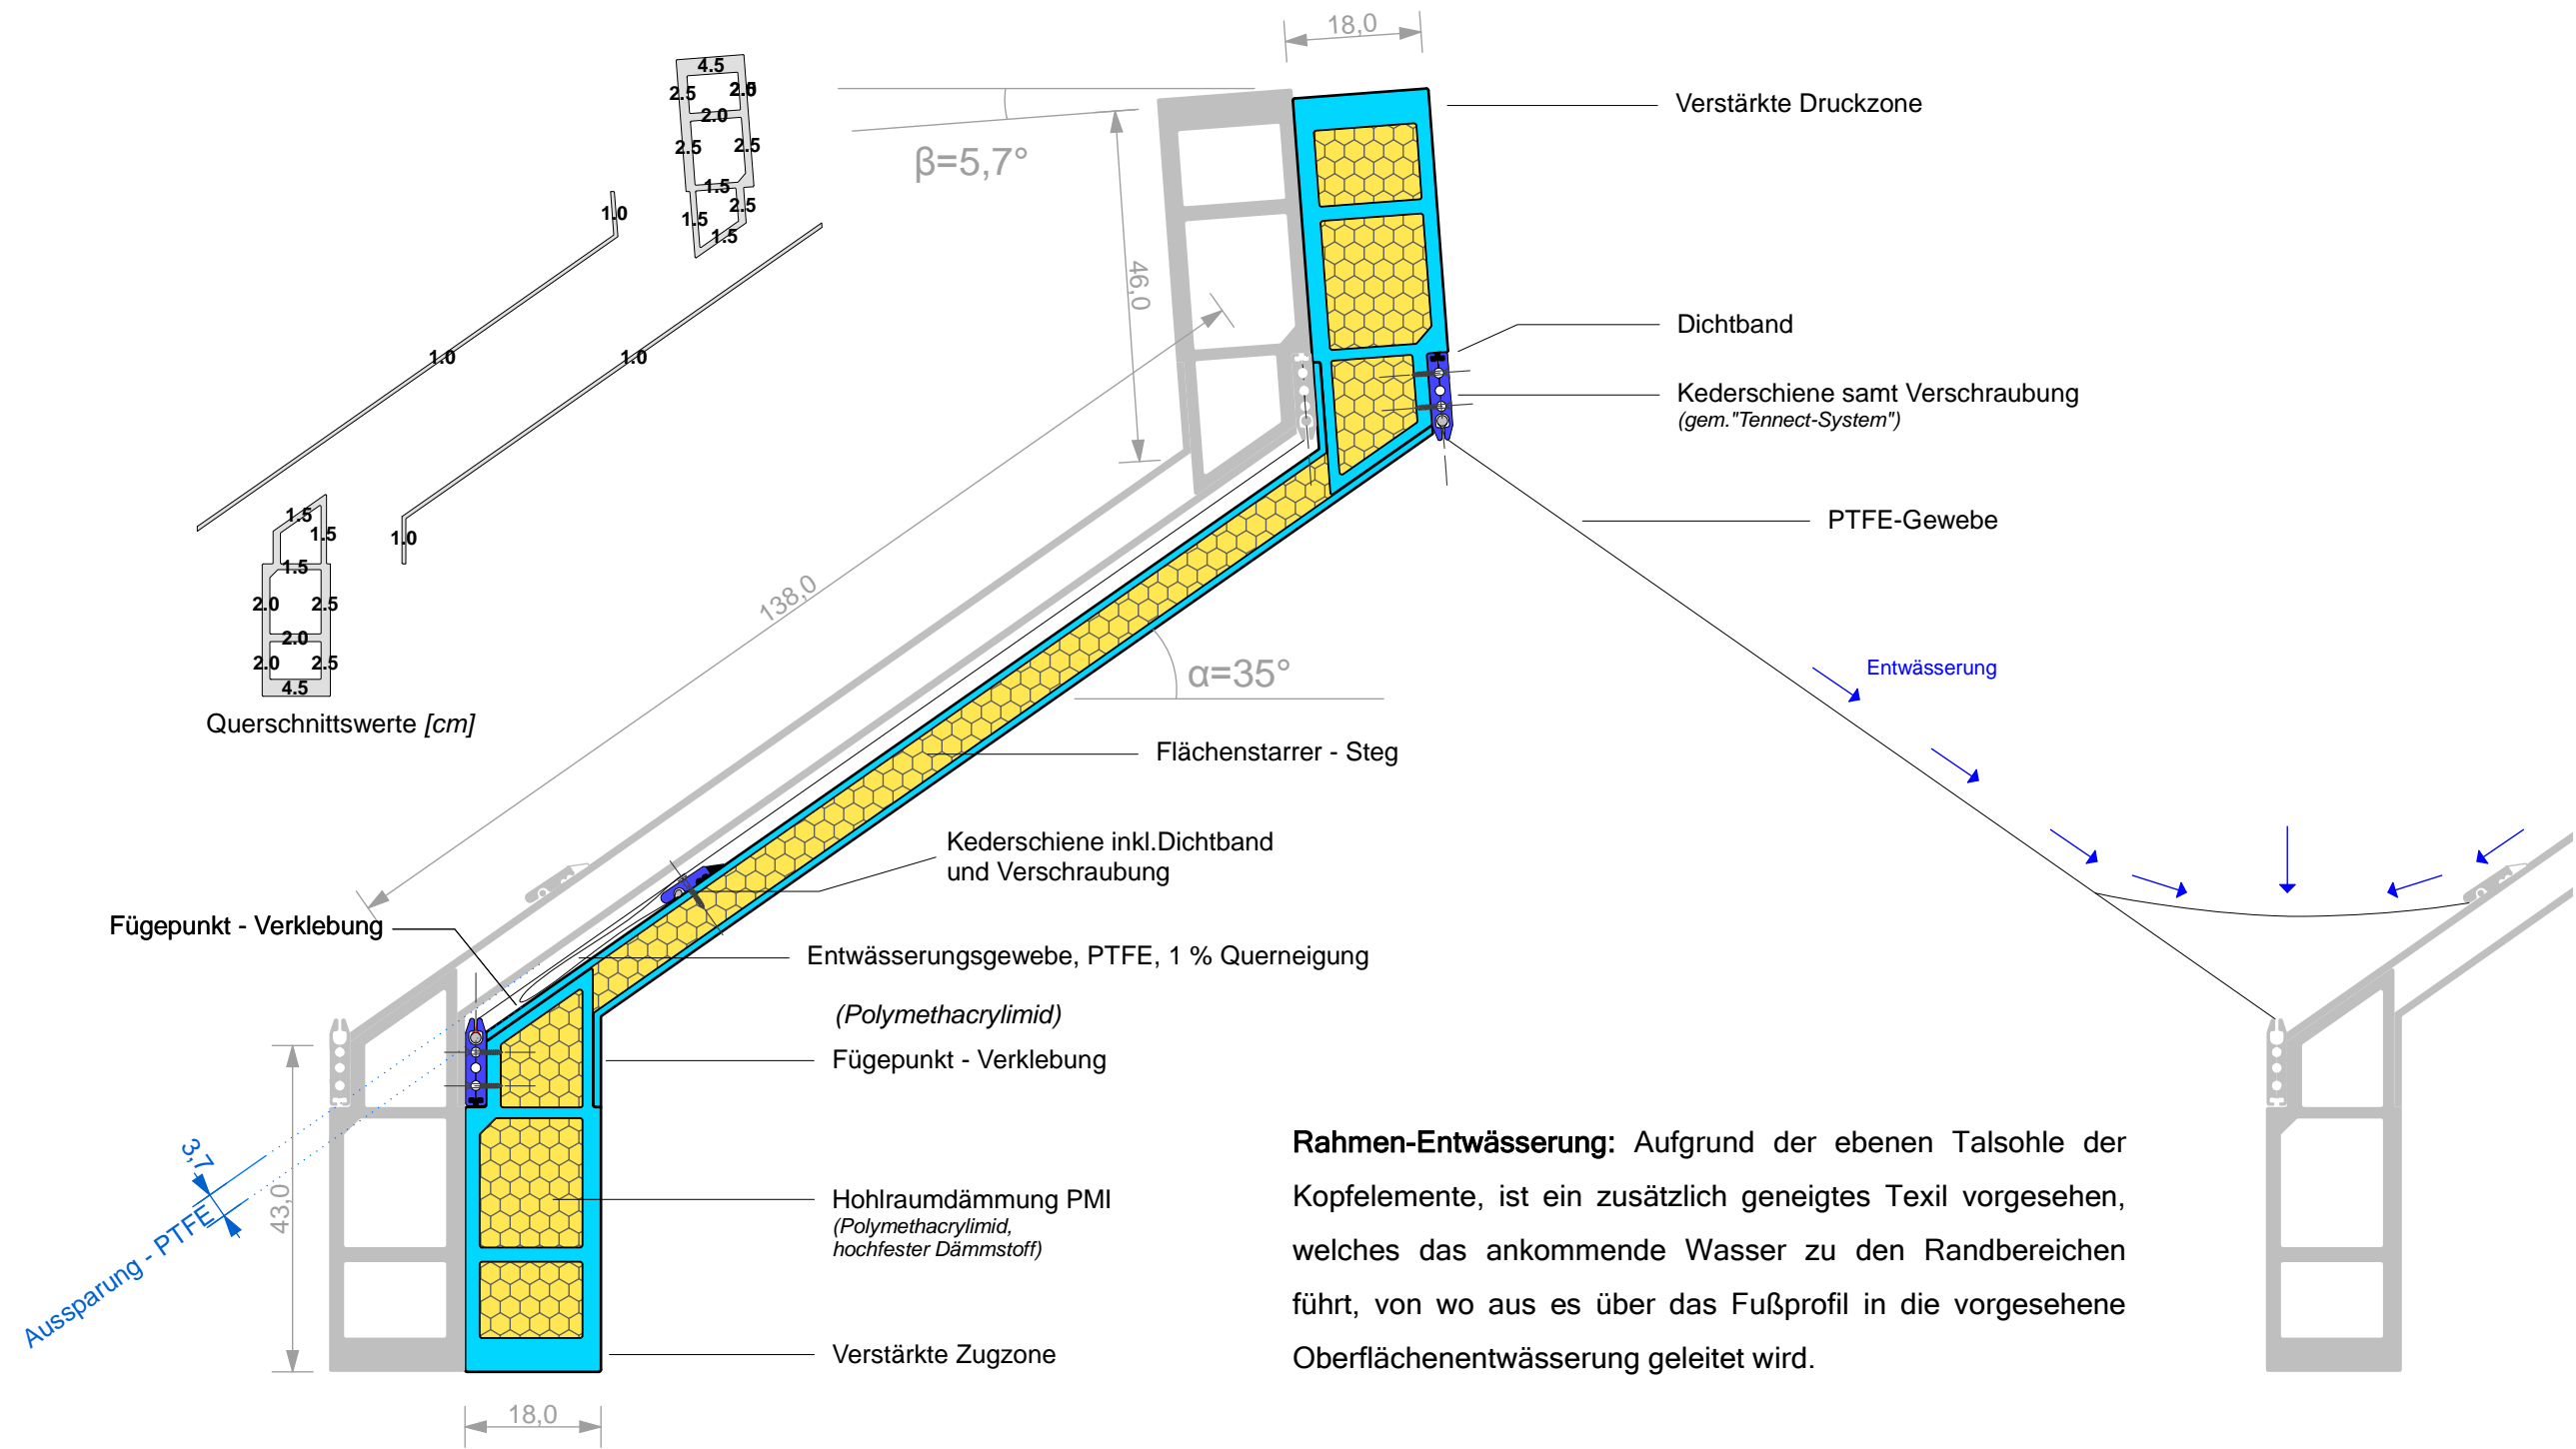 18,0
4.5
2.5
2.0
2.5
2.5
1.5
2.5
1.5
1.5
Verstärkte Druckzone
β=5,7°
1.0
46,0
Dichtband
1.0
1.0
Kederschiene samt Verschraubung
(gem."Tennect-System")
1.5
1.5
1.0
PTFE-Gewebe
1.5
2.0
2.5
138,0
2.0
2.0
2.5
4.5
α=35°
Entwässerung
Querschnittswerte [cm]
Flächenstarrer - Steg
Kederschiene inkl.Dichtband
und Verschraubung
Fügepunkt - Verklebung
Entwässerungsgewebe, PTFE, 1 % Querneigung
(Polymethacrylimid)
Fügepunkt - Verklebung
3,7
43,0
Aussparung - PTFE
Hohlraumdämmung PMI
(Polymethacrylimid,
hochfester Dämmstoff)
Verstärkte Zugzone
18,0
Rahmen-Entwässerung: Aufgrund der ebenen Talsohle der
Kopfelemente, ist ein zusätzlich geneigtes Texil vorgesehen,
welches das ankommende Wasser zu den Randbereichen
führt, von wo aus es über das Fußprofil in die vorgesehene
Oberflächenentwässerung geleitet wird.